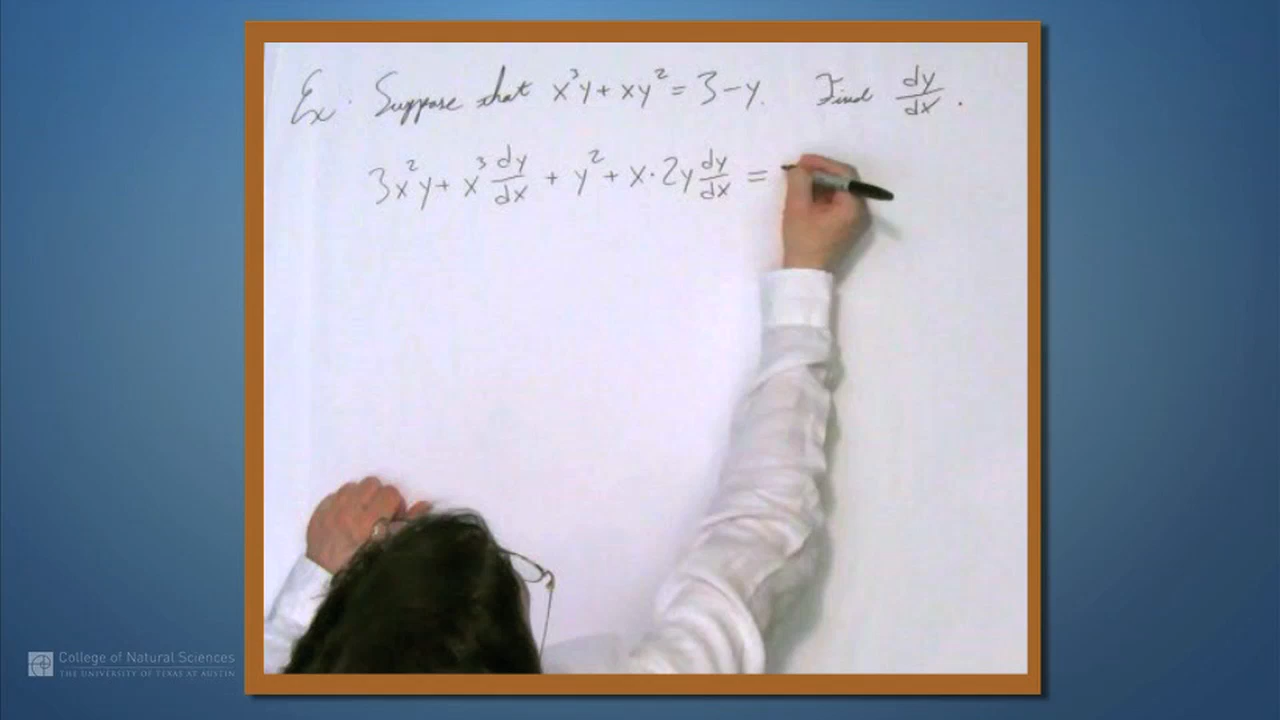 Ex: Suppose that x³y + xy² = 3 - y. Find dy/dx.
3x²y + x³ dy/dx + y² + x · 2y dy/dx = -
College of Natural Sciences
THE UNIVERSITY OF TEXAS AT AUSTIN